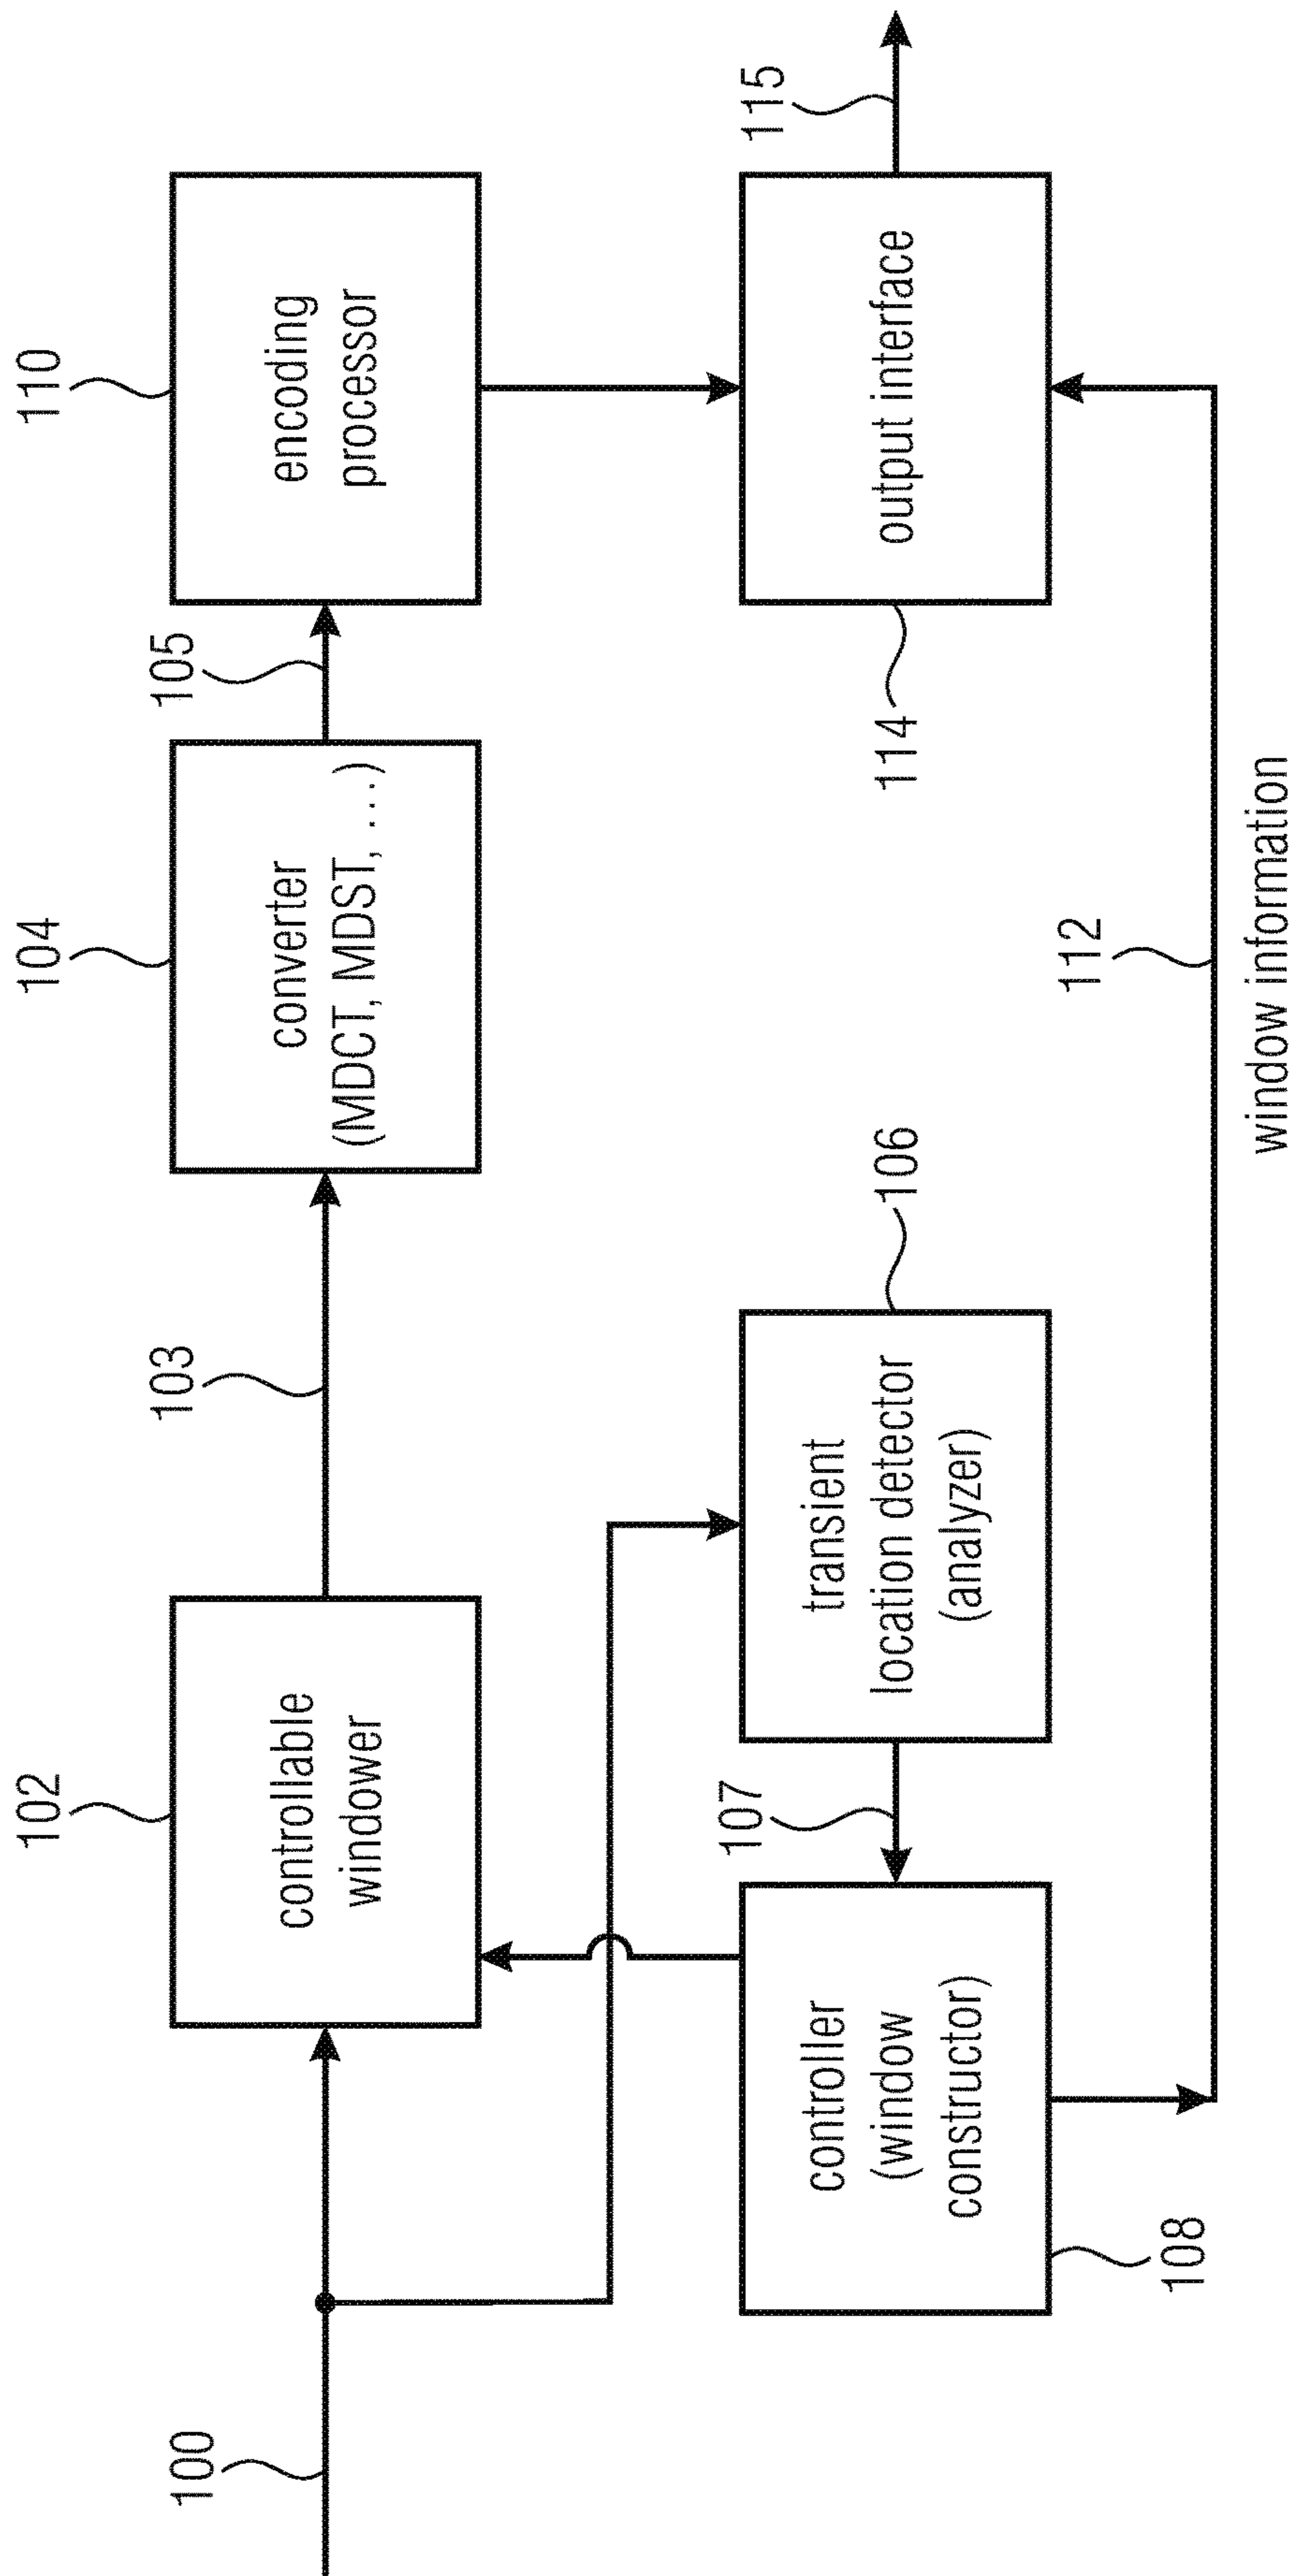 100
102
controllable
windower
103
104
converter
(MDCT, MDST, ...)
105
110
encoding
processor
108
controller
(window
constructor)
107
transient
location detector
(analyzer)
106
114
output interface
115
112
window information